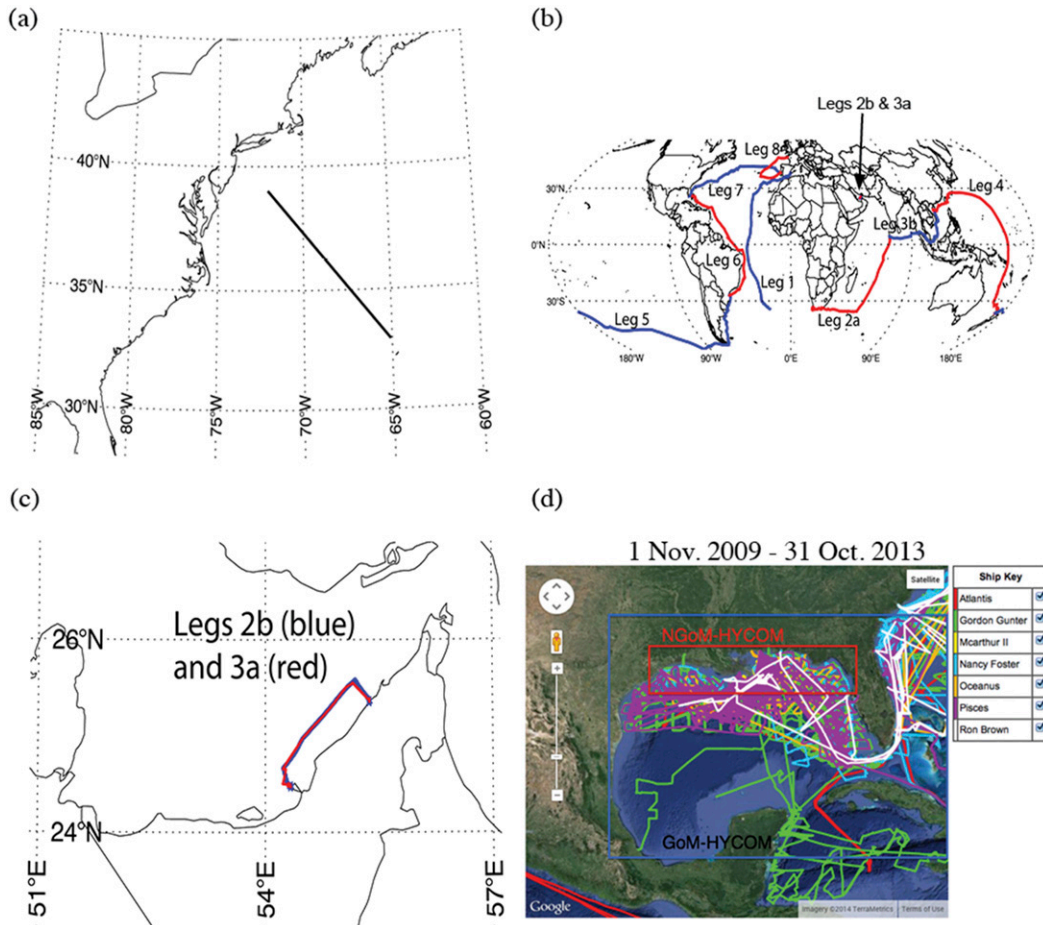 (a)
40°N
35°N
30°N
85°W
80°W
75°W
70°W
65°W
60°W
(b)
Legs 2b & 3a
Leg 8
Leg 7
Leg 4
30°N
Leg 3b
0°N
Leg 6
Leg 1
30°S
Leg 2a
Leg 5
180°W
90°W
0°E
90°E
180°E
(c)
Legs 2b (blue)
and 3a (red)
26°N
24°N
51°E
54°E
57°E
(d)
1 Nov. 2009 - 31 Oct. 2013
Satellite
NGoM-HYCOM
GoM-HYCOM
Google
Imagery ©2014 TerraMetrics
Terms of Use
Ship Key
Atlantis
Gordon Gunter
Mcarthur II
Nancy Foster
Oceanus
Pisces
Ron Brown